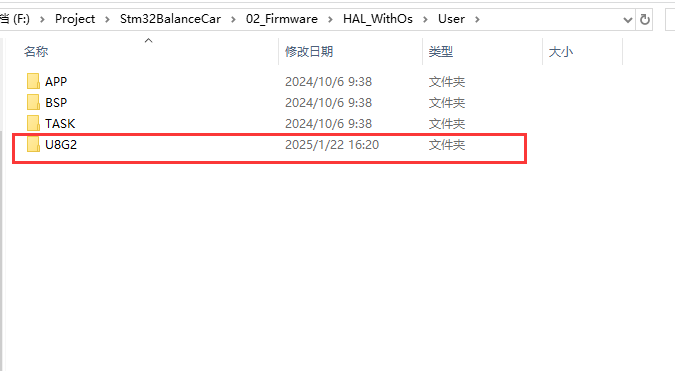 档 (F:) › Project › Stm32BalanceCar › 02_Firmware › HAL_WithOs › User ›
名称 修改日期 类型 大小
APP 2024/10/6 9:38 文件夹
BSP 2024/10/6 9:38 文件夹
TASK 2024/10/6 9:38 文件夹
U8G2 2025/1/22 16:20 文件夹